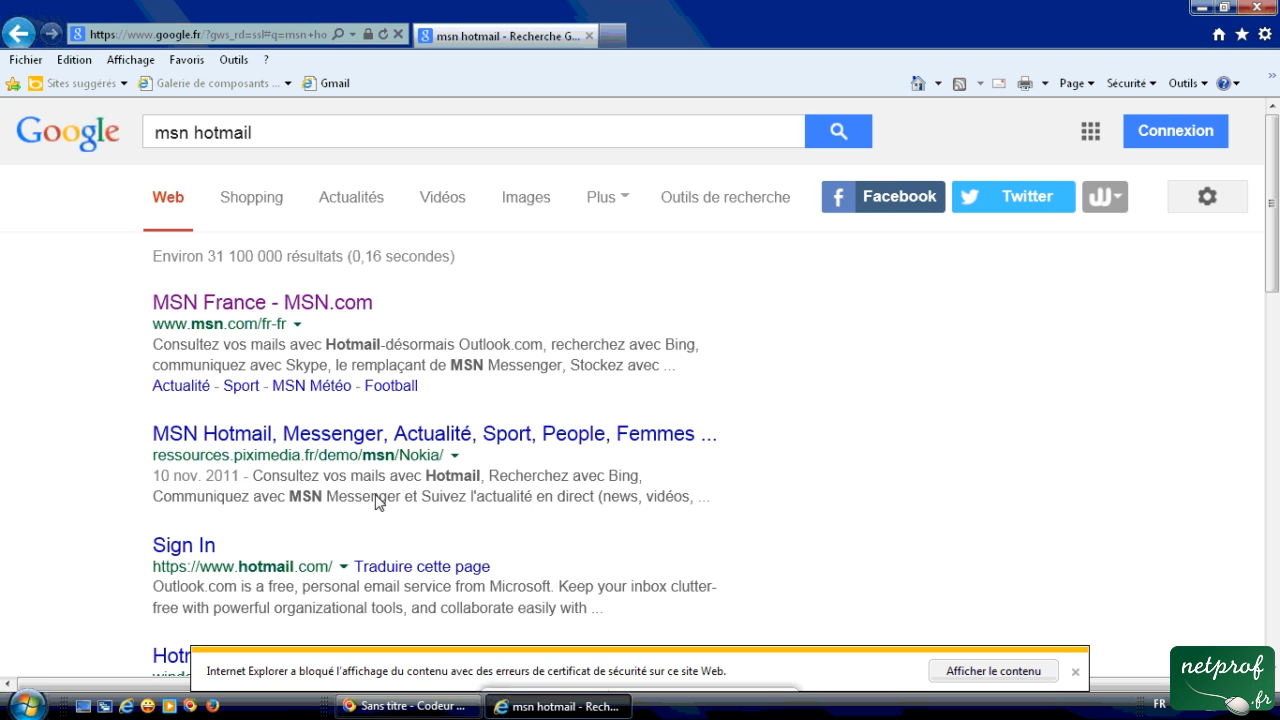 https://www.google.fr/?gws_rd=ssl#q=msn+ho
msn hotmail - Recherche G...
Fichier Edition Affichage Favoris Outils ?
Sites suggérés Galerie de composants ... Gmail
Page Sécurité Outils
Google
msn hotmail
Connexion
Web Shopping Actualités Vidéos Images Plus Outils de recherche Facebook Twitter
Environ 31 100 000 résultats (0,16 secondes)
MSN France - MSN.com
www.msn.com/fr-fr
Consultez vos mails avec Hotmail-désormais Outlook.com, recherchez avec Bing,
communiquez avec Skype, le remplaçant de MSN Messenger, Stockez avec ...
Actualité - Sport - MSN Météo - Football
MSN Hotmail, Messenger, Actualité, Sport, People, Femmes ...
ressources.piximedia.fr/demo/msn/Nokia/
10 nov. 2011 - Consultez vos mails avec Hotmail, Recherchez avec Bing,
Communiquez avec MSN Messenger et Suivez l'actualité en direct (news, vidéos, ...
Sign In
https://www.hotmail.com/ Traduire cette page
Outlook.com is a free, personal email service from Microsoft. Keep your inbox clutter-
free with powerful organizational tools, and collaborate easily with ...
Internet Explorer a bloqué l'affichage du contenu avec des erreurs de certificat de sécurité sur ce site Web.
Afficher le contenu
netprof
.fr
Sans titre - Codeur ...
msn hotmail - Rech...
FR